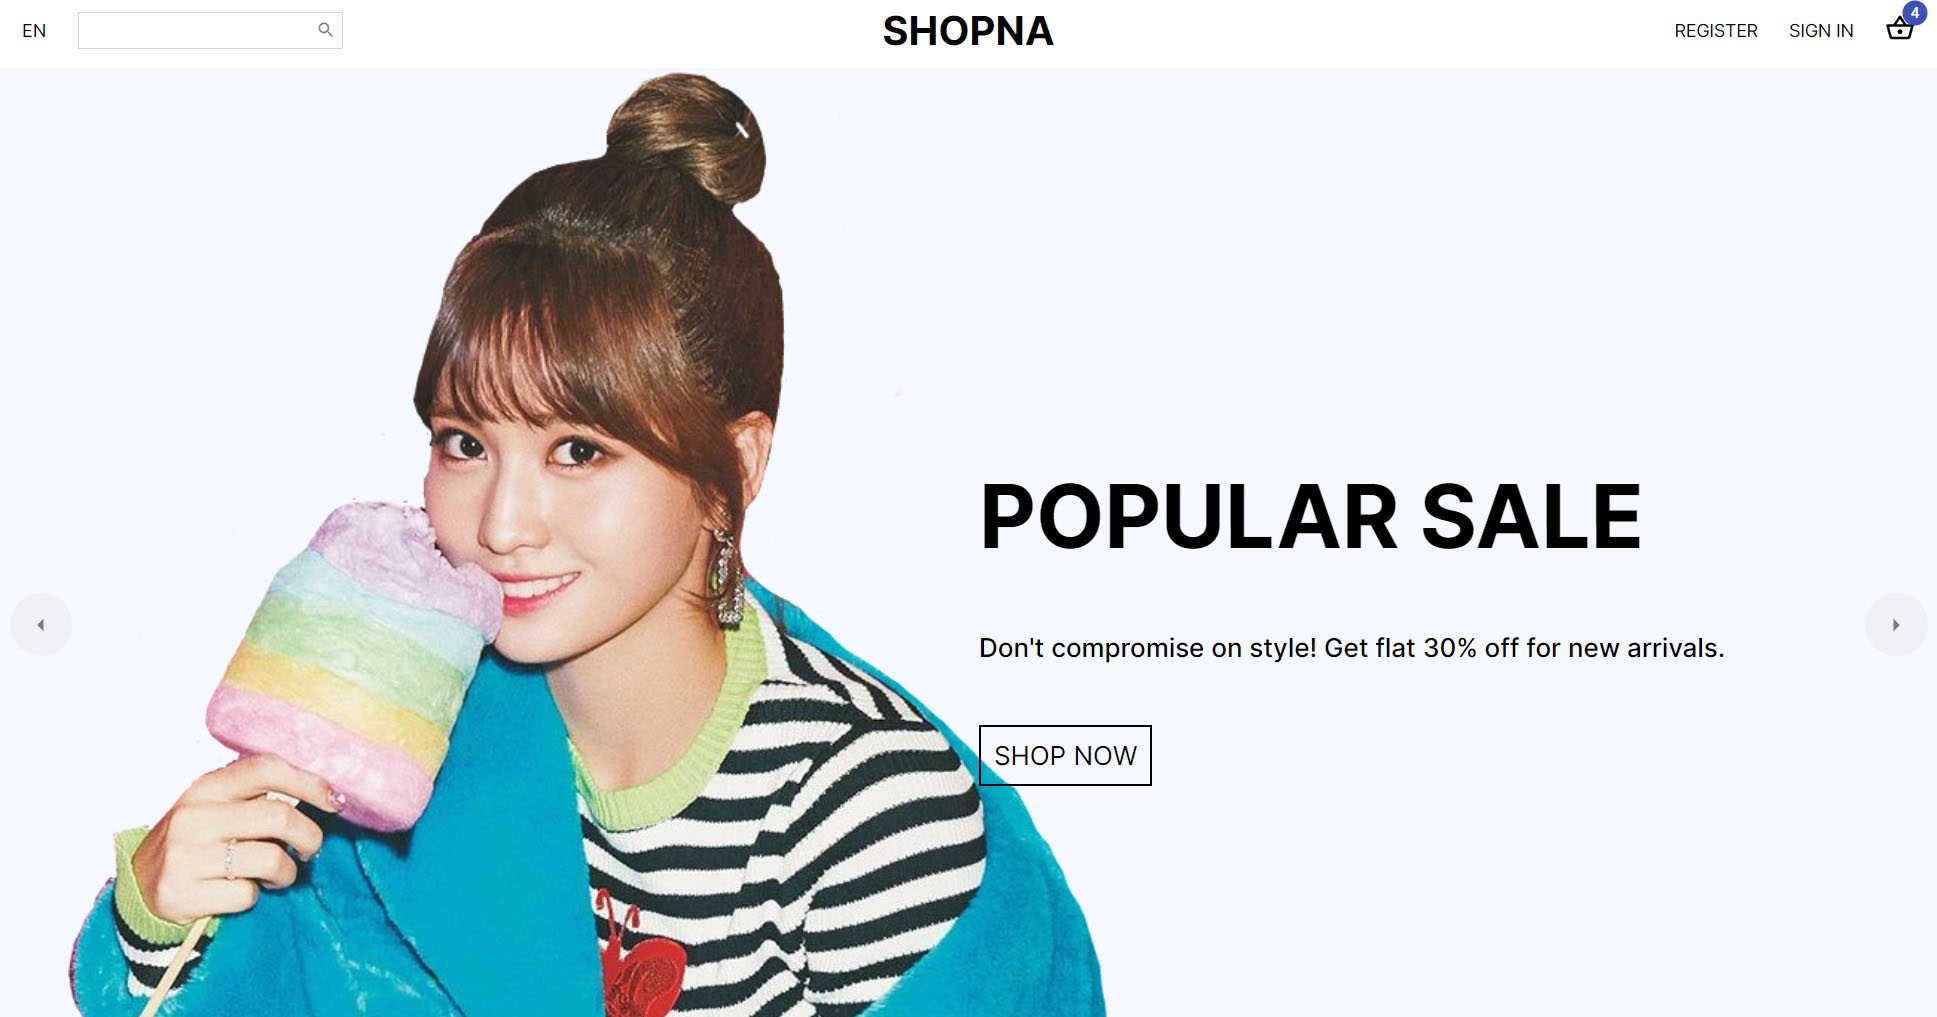 EN
SHOPNA
REGISTER
SIGN IN
4
POPULAR SALE
Don't compromise on style! Get flat 30% off for new arrivals.
SHOP NOW